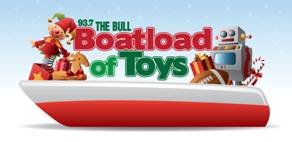 93.7 THE BULL
Boatload
of Toys